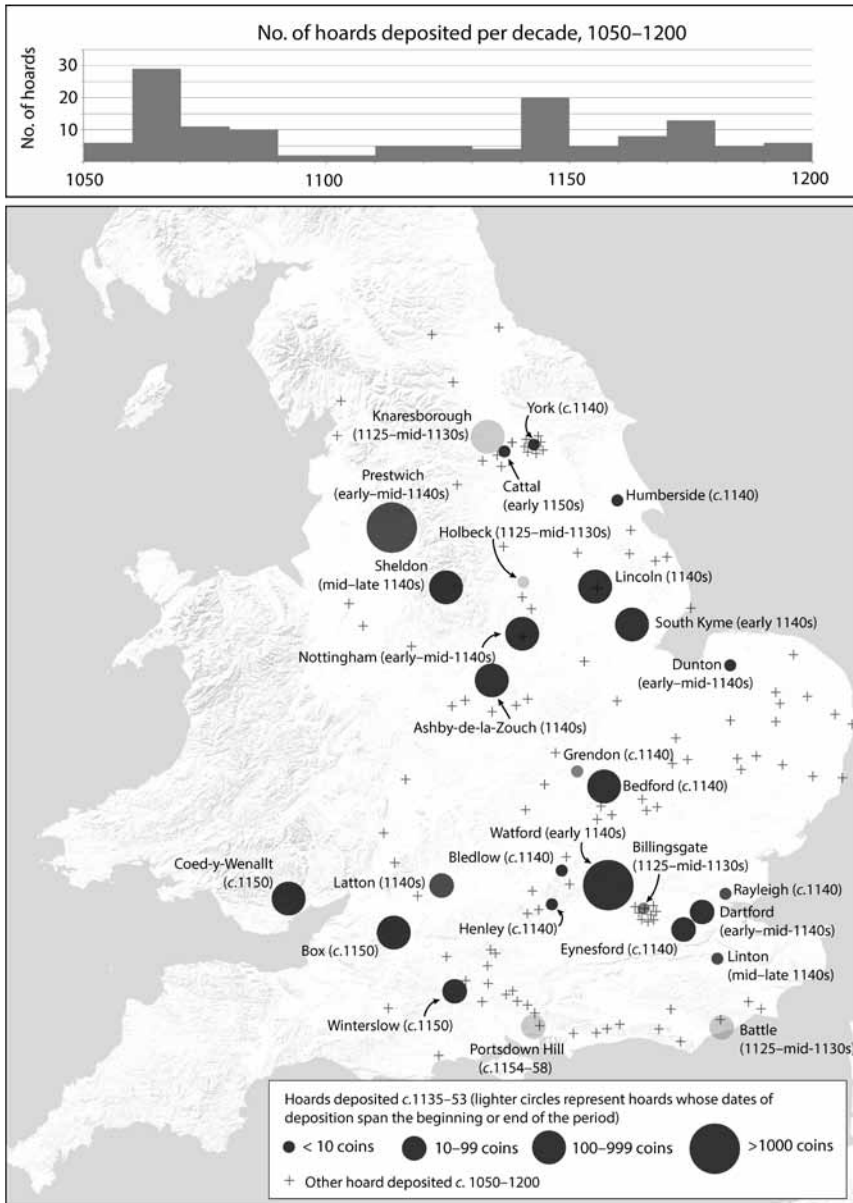 No. of hoards deposited per decade, 1050–1200
No. of hoards
30
20
10
1050
1100
1150
1200
York (c.1140)
Knaresborough
(1125–mid-1130s)
Cattal
(early 1150s)
Prestwich
(early–mid-1140s)
Humberside (c.1140)
Holbeck (1125–mid-1130s)
Sheldon
(mid–late 1140s)
Lincoln (1140s)
South Kyme (early 1140s)
Nottingham (early–mid-1140s)
Dunton
(early–mid-1140s)
Ashby-de-la-Zouch (1140s)
Grendon (c.1140)
Bedford (c.1140)
Watford (early 1140s)
Billingsgate
(1125–mid-1130s)
Bledlow (c.1140)
Coed-y-Wenallt
(c.1150)
Latton (1140s)
Rayleigh (c.1140)
Dartford
(early–mid-1140s)
Henley (c.1140)
Eynesford (c.1140)
Box (c.1150)
Linton
(mid–late 1140s)
Winterslow (c.1150)
Portsdown Hill
(c.1154–58)
Battle
(1125–mid-1130s)
Hoards deposited c.1135–53 (lighter circles represent hoards whose dates of
deposition span the beginning or end of the period)
< 10 coins
10–99 coins
100–999 coins
>1000 coins
Other hoard deposited c. 1050–1200